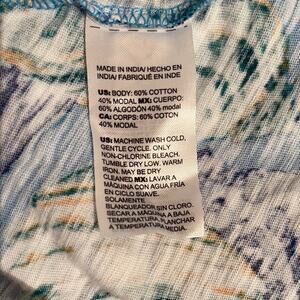 MADE IN INDIA/ HECHO EN
INDIA/ FABRIQUÉ EN INDE
US: BODY: 60% COTTON
40% MODAL MX: CUERPO:
60% ALGODÓN 40% modal
CA: CORPS: 60% COTON
40% MODAL
US: MACHINE WASH COLD,
GENTLE CYCLE. ONLY
NON-CHLORINE BLEACH.
TUMBLE DRY LOW. WARM
IRON. MAY BE DRY
CLEANED MX: LAVAR A
MÁQUINA CON AGUA FRÍA
EN CICLO SUAVE.
SOLAMENTE
BLANQUEADOR SIN CLORO.
SECAR A MÁQUINA A BAJA
TEMPERATURA, PLANCHAR
A TEMPERATURA MEDIA,